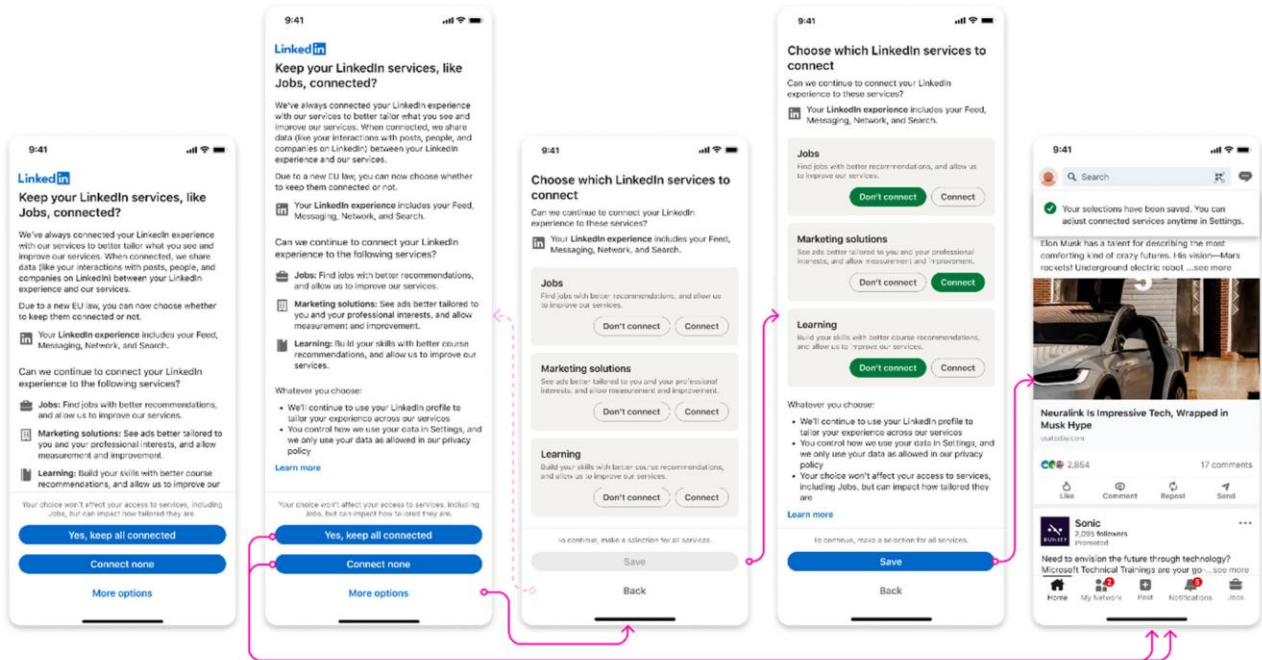 9:41
LinkedIn
Keep your LinkedIn services, like
Jobs, connected?
We've always connected your LinkedIn experience
with our services to better tailor what you see and
improve our services. When connected, we share
data (like your interactions with posts, people, and
companies on LinkedIn) between your LinkedIn
experience and our services.
Due to a new EU law, you can now choose whether
to keep them connected or not.
Your LinkedIn experience includes your Feed,
Messaging, Network, and Search.
Can we continue to connect your LinkedIn
experience to the following services?
Jobs: Find jobs with better recommendations,
and allow us to improve our services.
Marketing solutions: See ads better tailored to
you and your professional interests, and allow
measurement and improvement.
Learning: Build your skills with better course
recommendations, and allow us to improve our
Your choice won't affect your access to services, including
Jobs, but can impact how tailored they are.
Yes, keep all connected
Connect none
More options
9:41
LinkedIn
Keep your LinkedIn services, like
Jobs, connected?
We've always connected your LinkedIn experience
with our services to better tailor what you see and
improve our services. When connected, we share
data (like your interactions with posts, people, and
companies on LinkedIn) between your LinkedIn
experience and our services.
Due to a new EU law, you can now choose whether
to keep them connected or not.
Your LinkedIn experience includes your Feed,
Messaging, Network, and Search.
Can we continue to connect your LinkedIn
experience to the following services?
Jobs: Find jobs with better recommendations,
and allow us to improve our services.
Marketing solutions: See ads better tailored to
you and your professional interests, and allow
measurement and improvement.
Learning: Build your skills with better course
recommendations, and allow us to improve our
services.
Whatever you choose:
• We'll continue to use your LinkedIn profile to
tailor your experience across our services
• You control how we use your data in Settings, and
we only use your data as allowed in our privacy
policy
Learn more
Your choice won't affect your access to services, including
Jobs, but can impact how tailored they are.
Yes, keep all connected
Connect none
More options
9:41
Choose which LinkedIn services to
connect
Can we continue to connect your LinkedIn
experience to these services?
Your LinkedIn experience includes your Feed,
Messaging, Network, and Search.
Jobs
Find jobs with better recommendations, and allow us
to improve our services.
Don't connect Connect
Marketing solutions
See ads better tailored to you and your professional
interests, and allow measurement and improvement.
Don't connect Connect
Learning
Build your skills with better course recommendations,
and allow us to improve our services.
Don't connect Connect
To continue, make a selection for all services.
Save
Back
9:41
Choose which LinkedIn services to
connect
Can we continue to connect your LinkedIn
experience to these services?
Your LinkedIn experience includes your Feed,
Messaging, Network, and Search.
Jobs
Find jobs with better recommendations, and allow us
to improve our services.
Don't connect Connect
Marketing solutions
See ads better tailored to you and your professional
interests, and allow measurement and improvement.
Don't connect Connect
Learning
Build your skills with better course recommendations,
and allow us to improve our services.
Don't connect Connect
Whatever you choose:
• We'll continue to use your LinkedIn profile to
tailor your experience across our services
• You control how we use your data in Settings, and
we only use your data as allowed in our privacy
policy
• Your choice won't affect your access to services,
including Jobs, but can impact how tailored they
are
Learn more
To continue, make a selection for all services.
Save
Back
9:41
Search
Your selections have been saved. You can
adjust connected services anytime in Settings.
Elon Musk has a talent for describing the most
comforting kind of crazy futures. His vision—Mars
rockets! Underground electric robot ...see more
Neuralink Is Impressive Tech, Wrapped in
Musk Hype
usatoday.com
2,854 17 comments
Like Comment Repost Send
Sonic
2,095 followers
Promoted
Need to envision the future through technology?
Microsoft Technical Trainings are your go-...see more
2 5
Home My Network Post Notifications Jobs